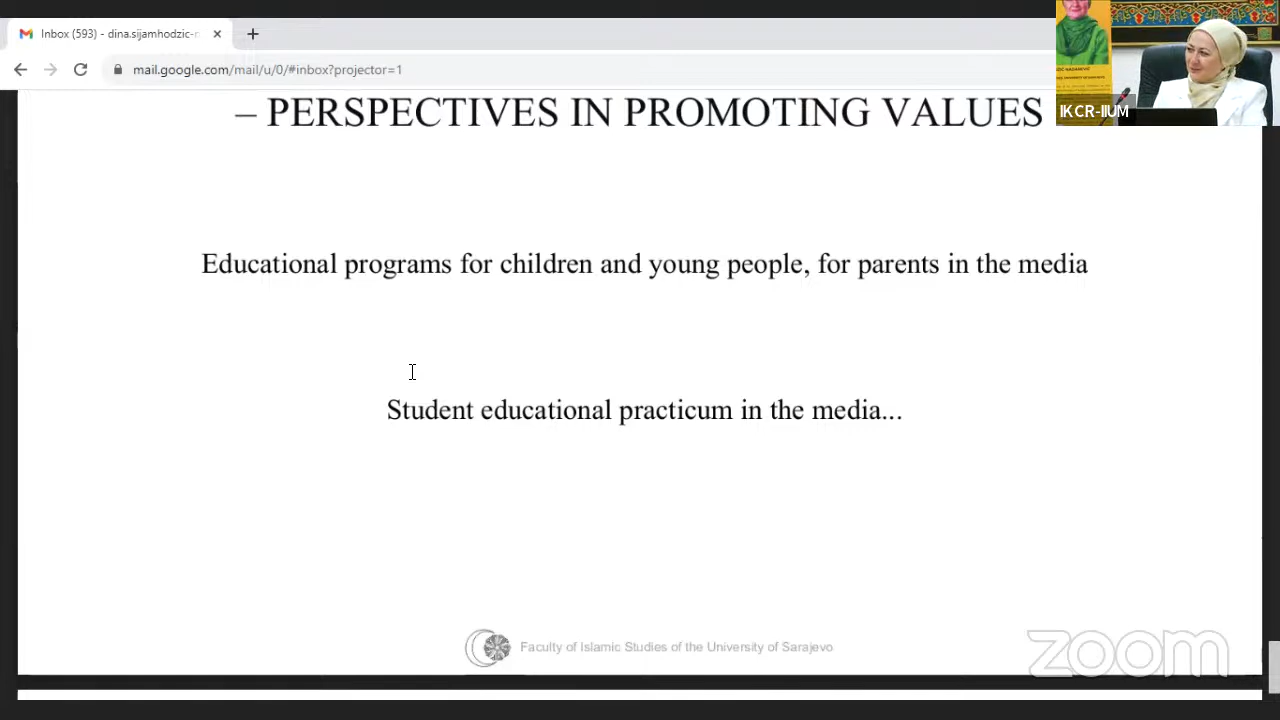 Inbox (593) - dina.sijamhodzic-
mail.google.com/mail/u/0/#inbox?projector=1
IKCR-IIUM
– PERSPECTIVES IN PROMOTING VALUES
Educational programs for children and young people, for parents in the media
Student educational practicum in the media...
Faculty of Islamic Studies of the University of Sarajevo
zoom